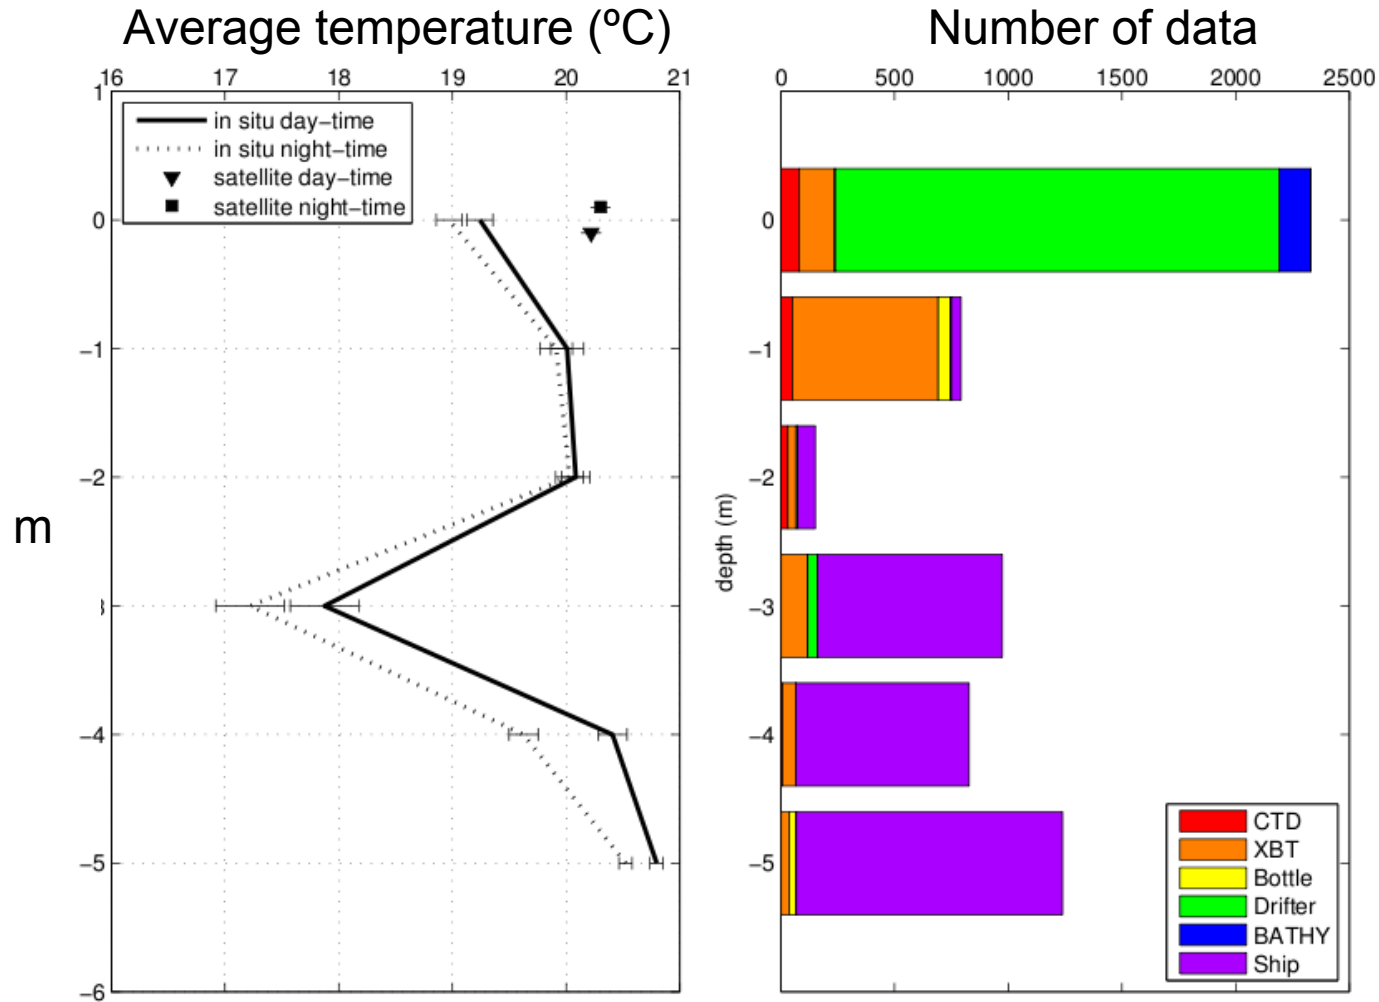 Average temperature (ºC)
16 17 18 19 20 21
1
0
−1
−2
−4
−5
−6
in situ day−time
in situ night−time
satellite day−time
satellite night−time
m
Number of data
0 500 1000 1500 2000 2500
0
−1
−2
−3
−4
−5
depth (m)
CTD
XBT
Bottle
Drifter
BATHY
Ship